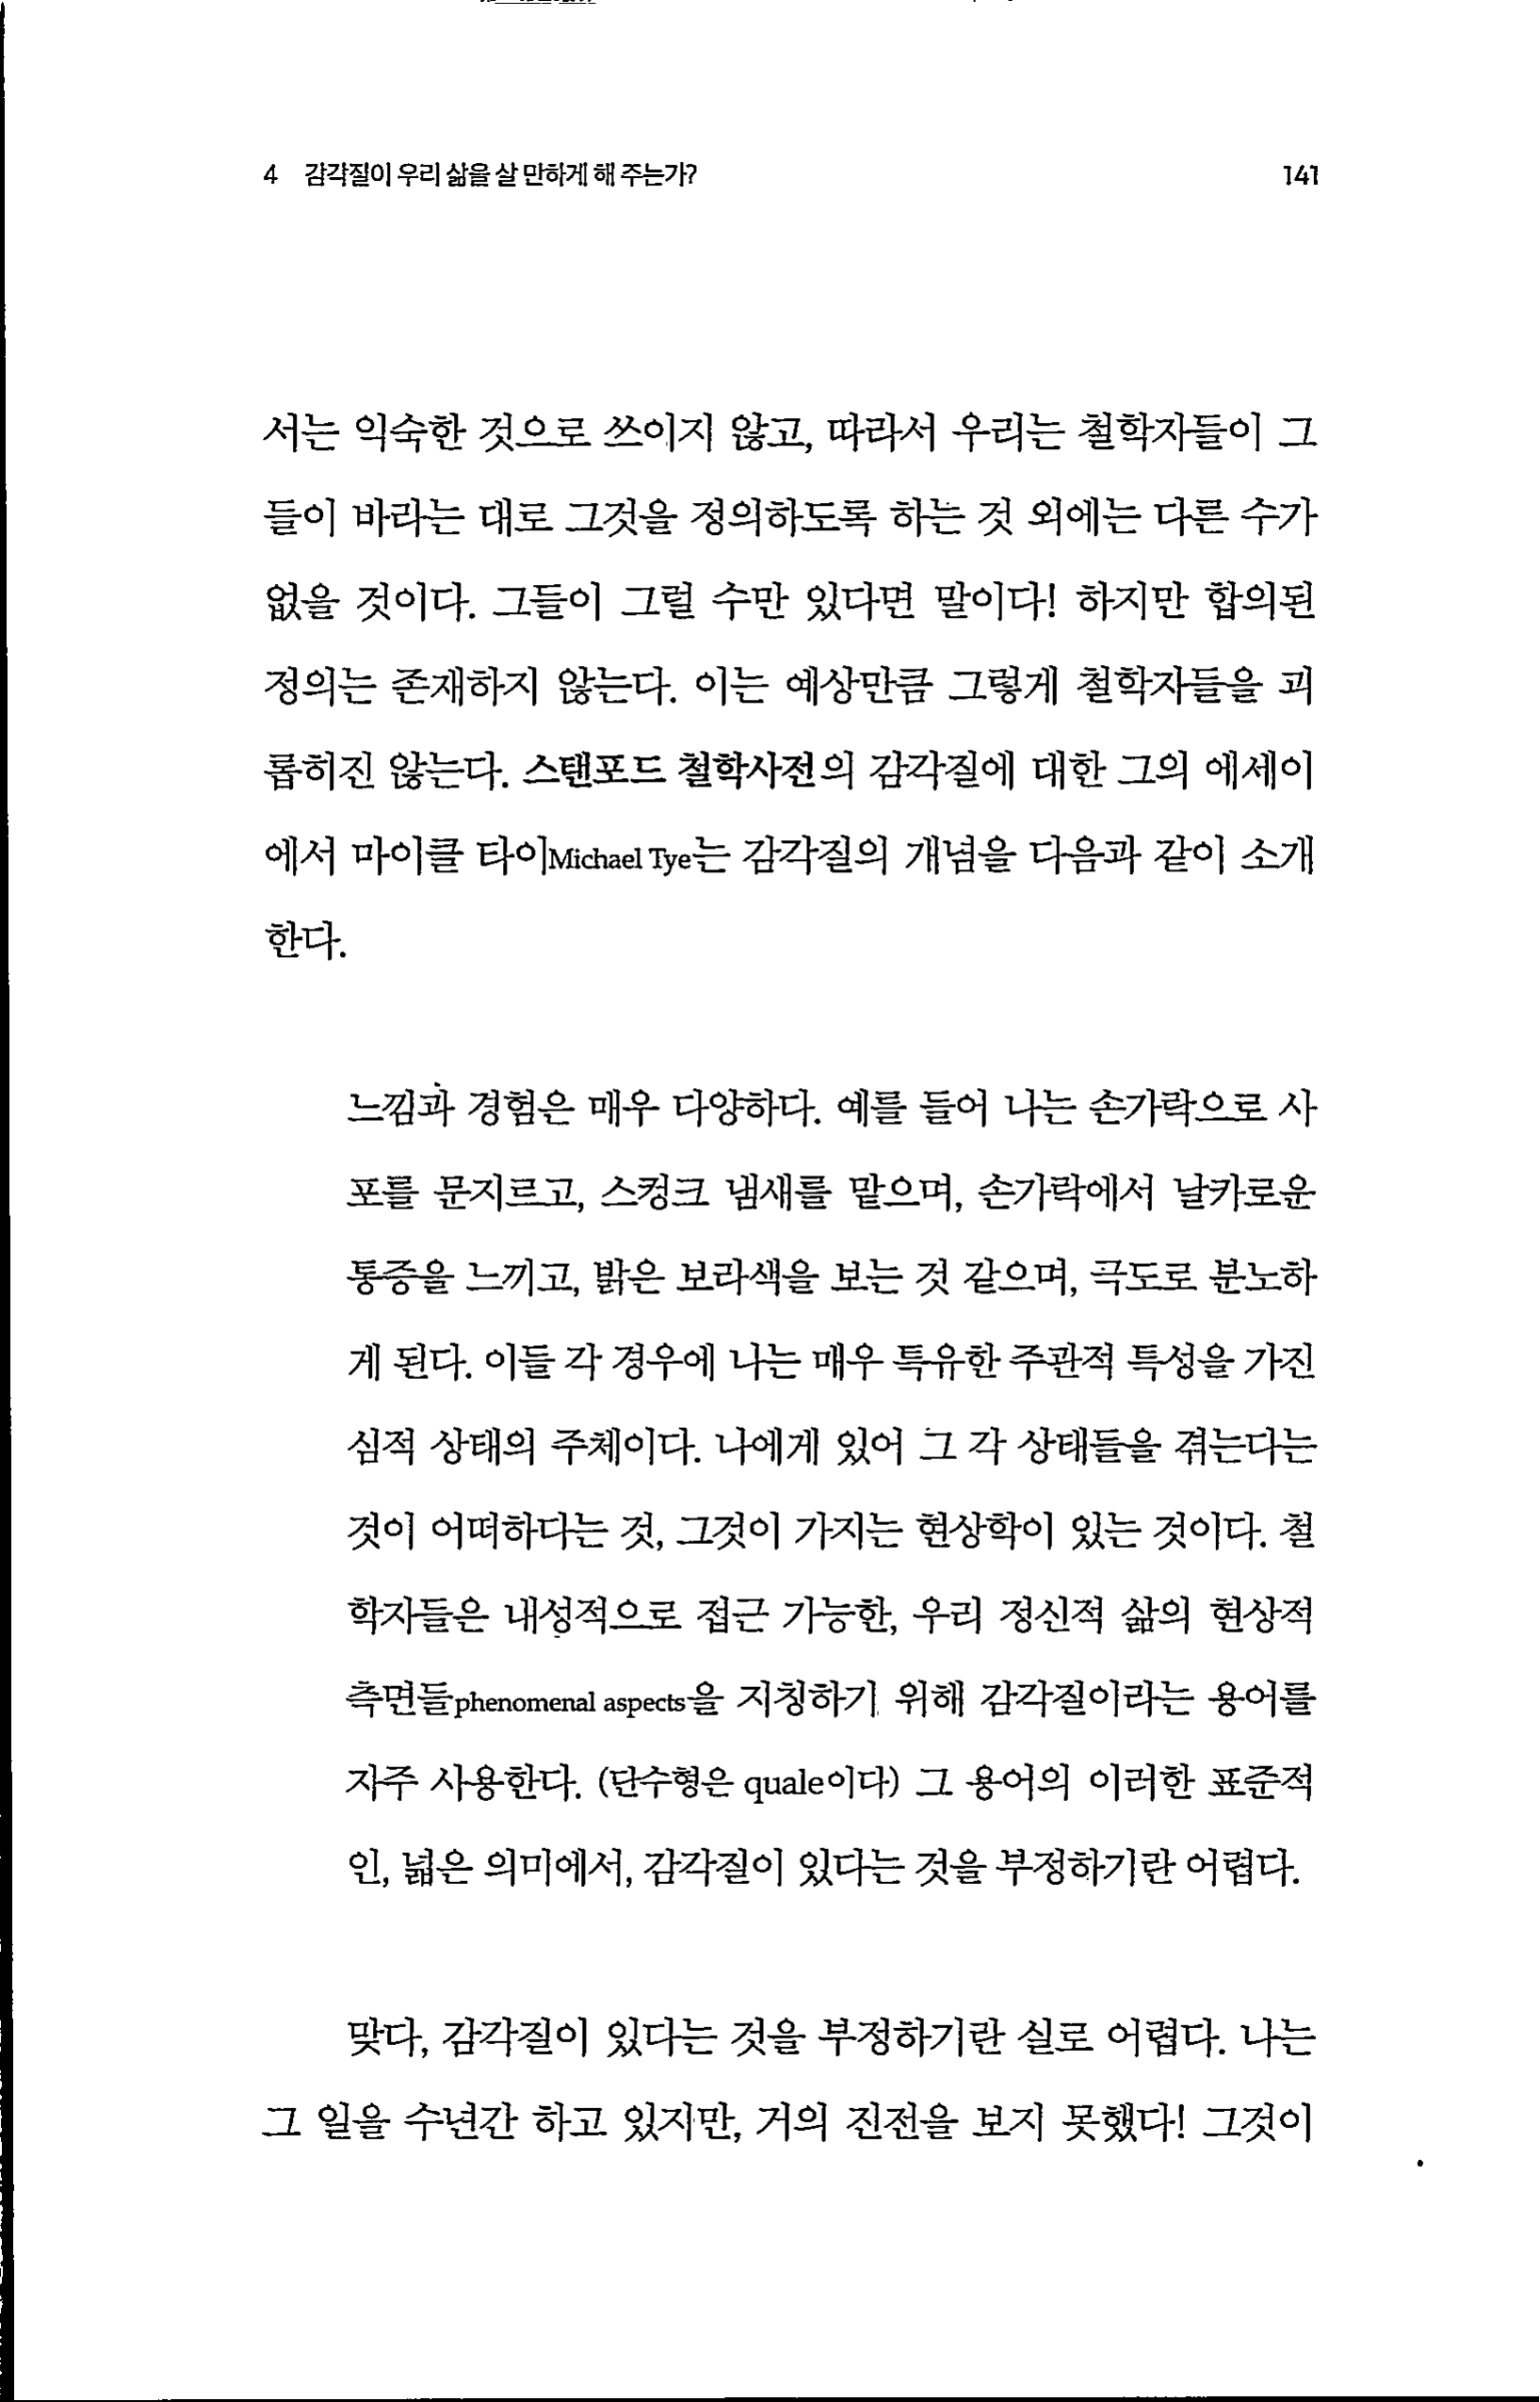 4 감각질이 우리 삶을 살 만하게 해 주는가?
141
서는 익숙한 것으로 쓰이지 않고, 따라서 우리는 철학자들이 그
들이 바라는 대로 그것을 정의하도록 하는 것 외에는 다른 수가
없을 것이다. 그들이 그럴 수만 있다면 말이다! 하지만 합의된
정의는 존재하지 않는다. 이는 예상만큼 그렇게 철학자들을 괴
롭히진 않는다. 스탠포드 철학사전의 감각질에 대한 그의 에세이
에서 마이클 타이Michael Tye는 감각질의 개념을 다음과 같이 소개
한다.
느낌과 경험은 매우 다양하다. 예를 들어 나는 손가락으로 사
포를 문지르고, 스컹크 냄새를 맡으며, 손가락에서 날카로운
통증을 느끼고, 밝은 보라색을 보는 것 같으며, 극도로 분노하
게 된다. 이들 각 경우에 나는 매우 특유한 주관적 특성을 가진
심적 상태의 주체이다. 나에게 있어 그 각 상태들을 겪는다는
것이 어떠하다는 것, 그것이 가지는 현상학이 있는 것이다. 철
학자들은 내성적으로 접근 가능한, 우리 정신적 삶의 현상적
측면들phenomenal aspects을 지칭하기 위해 감각질이라는 용어를
자주 사용한다. (단수형은 quale이다) 그 용어의 이러한 표준적
인, 넓은 의미에서, 감각질이 있다는 것을 부정하기란 어렵다.
맞다, 감각질이 있다는 것을 부정하기란 실로 어렵다. 나는
그 일을 수년간 하고 있지만, 거의 진전을 보지 못했다! 그것이